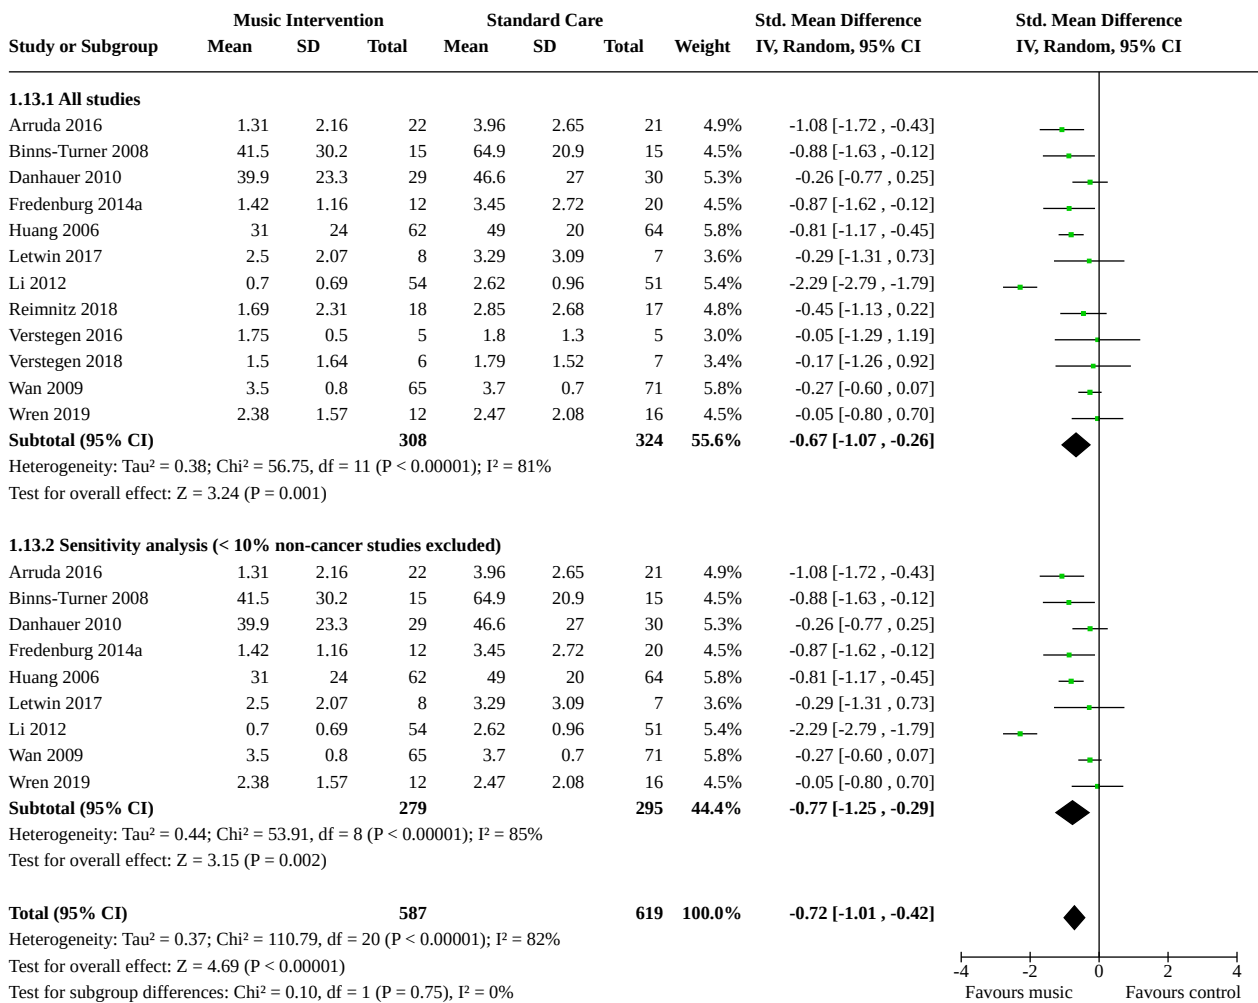 Music Intervention Standard Care Std. Mean Difference Std. Mean Difference
Study or Subgroup Mean SD Total Mean SD Total Weight IV, Random, 95% CI IV, Random, 95% CI
1.13.1 All studies
Arruda 2016 1.31 2.16 22 3.96 2.65 21 4.9% -1.08 [-1.72 , -0.43]
Binns-Turner 2008 41.5 30.2 15 64.9 20.9 15 4.5% -0.88 [-1.63 , -0.12]
Danhauer 2010 39.9 23.3 29 46.6 27 30 5.3% -0.26 [-0.77 , 0.25]
Fredenburg 2014a 1.42 1.16 12 3.45 2.72 20 4.5% -0.87 [-1.62 , -0.12]
Huang 2006 31 24 62 49 20 64 5.8% -0.81 [-1.17 , -0.45]
Letwin 2017 2.5 2.07 8 3.29 3.09 7 3.6% -0.29 [-1.31 , 0.73]
Li 2012 0.7 0.69 54 2.62 0.96 51 5.4% -2.29 [-2.79 , -1.79]
Reimnitz 2018 1.69 2.31 18 2.85 2.68 17 4.9% -0.45 [-1.13 , 0.22]
Verstegen 2016 1.75 0.5 5 1.8 1.3 5 3.0% -0.05 [-1.29 , 1.19]
Verstegen 2018 1.5 1.64 6 1.79 1.52 7 3.4% -0.17 [-1.26 , 0.92]
Wan 2009 3.5 0.8 65 3.7 0.7 71 5.8% -0.27 [-0.60 , 0.07]
Wren 2019 2.38 1.57 12 2.47 2.08 16 4.5% -0.05 [-0.80 , 0.70]
Subtotal (95% CI) 308 324 55.6% -0.67 [-1.07 , -0.26]
Heterogeneity: Tau² = 0.38; Chi² = 56.75, df = 11 (P < 0.00001); I² = 81%
Test for overall effect: Z = 3.24 (P = 0.001)
1.13.2 Sensitivity analysis (< 10% non-cancer studies excluded)
Arruda 2016 1.31 2.16 22 3.96 2.65 21 4.9% -1.08 [-1.72 , -0.43]
Binns-Turner 2008 41.5 30.2 15 64.9 20.9 15 4.5% -0.88 [-1.63 , -0.12]
Danhauer 2010 39.9 23.3 29 46.6 27 30 5.3% -0.26 [-0.77 , 0.25]
Fredenburg 2014a 1.42 1.16 12 3.45 2.72 20 4.5% -0.87 [-1.62 , -0.12]
Huang 2006 31 24 62 49 20 64 5.8% -0.81 [-1.17 , -0.45]
Letwin 2017 2.5 2.07 8 3.29 3.09 7 3.6% -0.29 [-1.31 , 0.73]
Li 2012 0.7 0.69 54 2.62 0.96 51 5.4% -2.29 [-2.79 , -1.79]
Wan 2009 3.5 0.8 65 3.7 0.7 71 5.8% -0.27 [-0.60 , 0.07]
Wren 2019 2.38 1.57 12 2.47 2.08 16 4.5% -0.05 [-0.80 , 0.70]
Subtotal (95% CI) 279 295 44.4% -0.77 [-1.25 , -0.29]
Heterogeneity: Tau² = 0.44; Chi² = 53.91, df = 8 (P < 0.00001); I² = 85%
Test for overall effect: Z = 3.15 (P = 0.002)
Total (95% CI) 587 619 100.0% -0.72 [-1.01 , -0.42]
Heterogeneity: Tau² = 0.37; Chi² = 110.79, df = 20 (P < 0.00001); I² = 82%
Test for overall effect: Z = 4.69 (P < 0.00001)
-4 -2 0 2 4
Test for subgroup differences: Chi² = 0.10, df = 1 (P = 0.75), I² = 0% Favours music Favours control